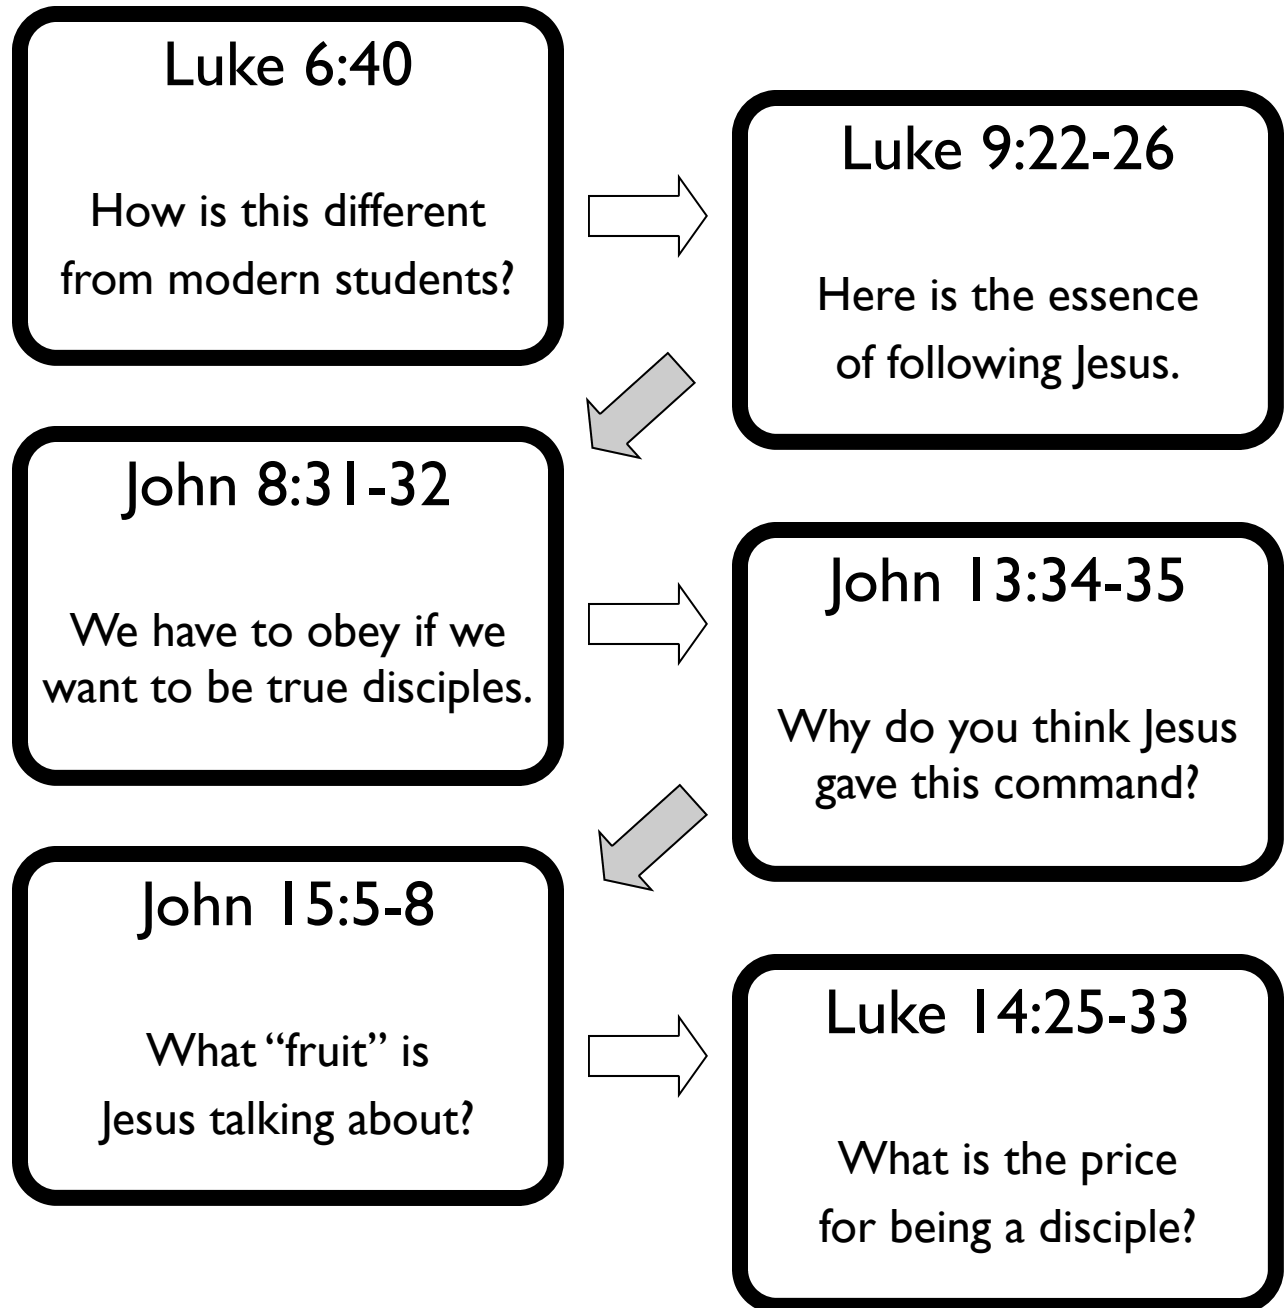 Luke 6:40
How is this different
from modern students?
Luke 9:22-26
Here is the essence
of following Jesus.
John 8:31-32
We have to obey if we
want to be true disciples.
John 13:34-35
Why do you think Jesus
gave this command?
John 15:5-8
What “fruit” is
Jesus talking about?
Luke 14:25-33
What is the price
for being a disciple?